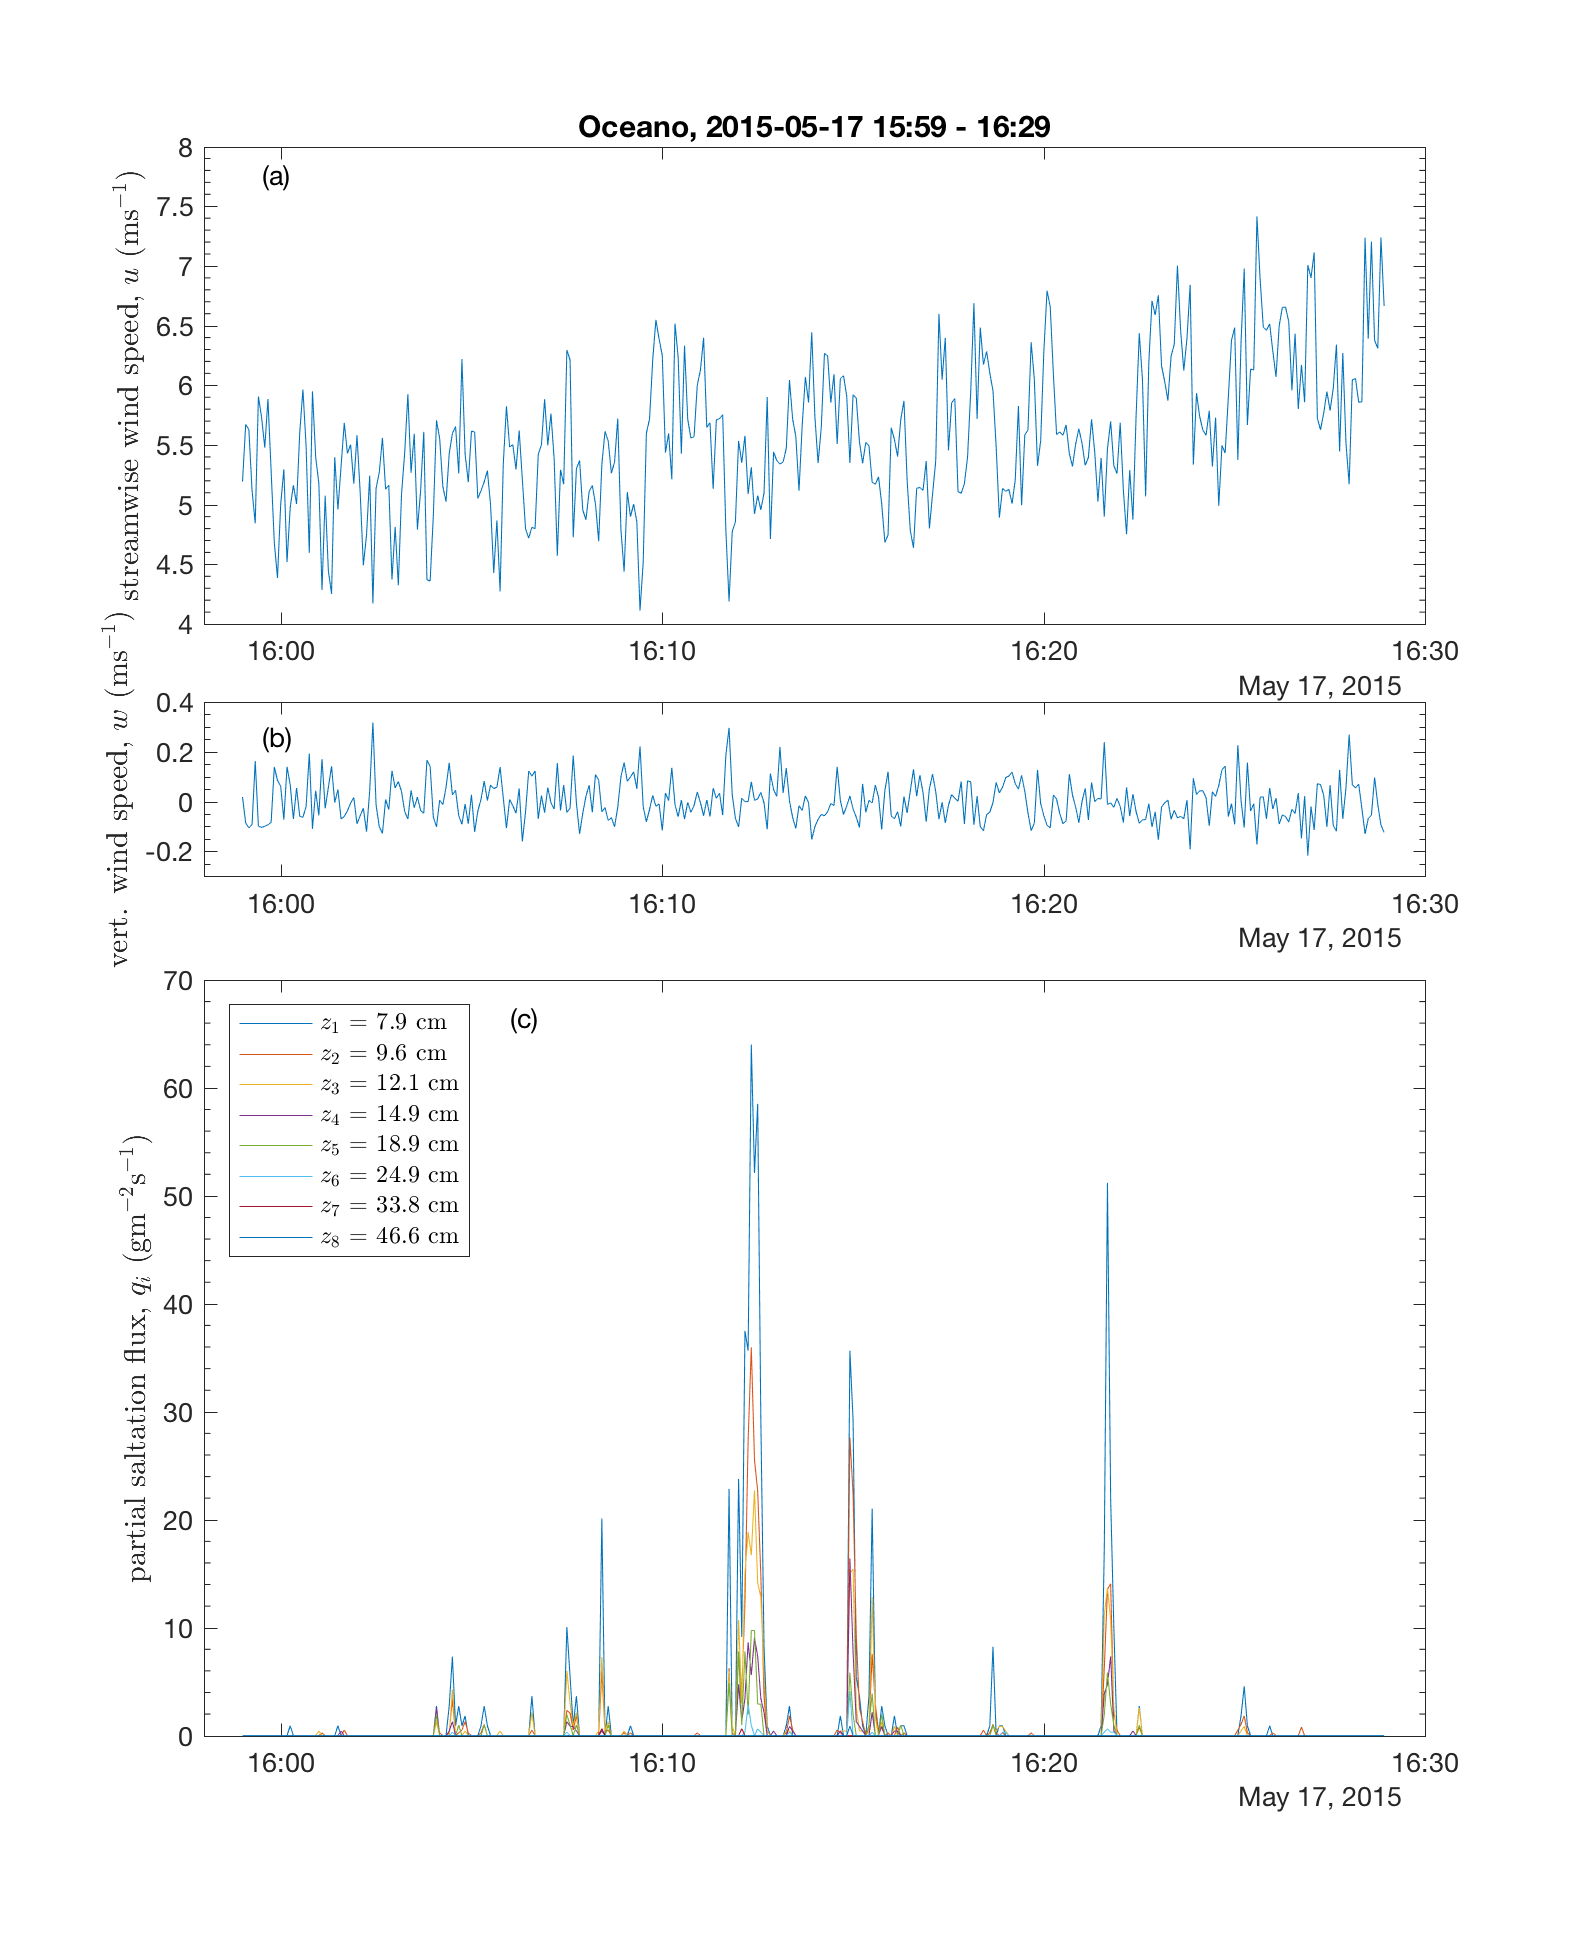 Oceano, 2015-05-17 15:59 - 16:29
(a)
streamwise wind speed, u (ms−1)
8
7.5
7
6.5
6
5.5
5
4.5
4
16:00 16:10 16:20 16:30
May 17, 2015
(b)
vert. wind speed, w (ms−1)
0.4
0.2
0
-0.2
16:00 16:10 16:20 16:30
May 17, 2015
(c)
partial saltation flux, qi (gm−2s−1)
70
60
50
40
30
20
10
0
z1 = 7.9 cm
z2 = 9.6 cm
z3 = 12.1 cm
z4 = 14.9 cm
z5 = 18.9 cm
z6 = 24.9 cm
z7 = 33.8 cm
z8 = 46.6 cm
16:00 16:10 16:20 16:30
May 17, 2015